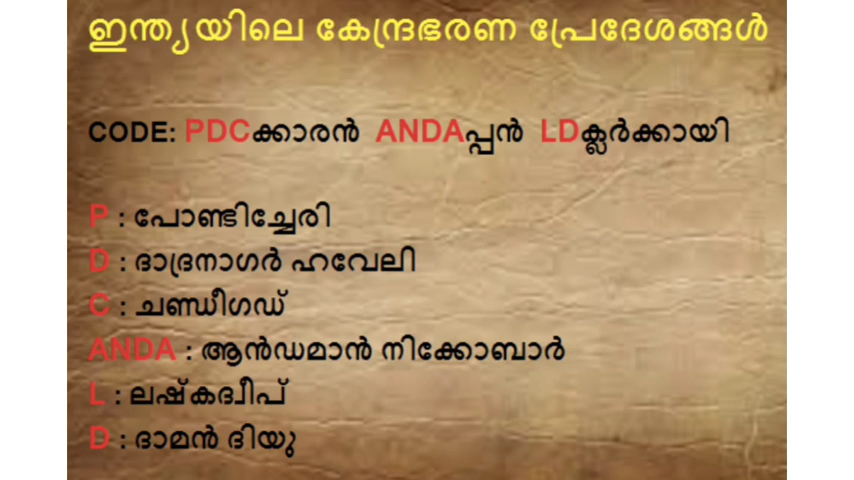 ഇന്ത്യയിലെ കേന്ദ്രഭരണ പ്രേദേശങ്ങൾ
CODE: PDCക്കാരൻ ANDAപ്പൻ LDക്ലർക്കായി
P : പോണ്ടിച്ചേരി
D : ദാദ്രനാഗർ ഹവേലി
C : ചണ്ഡീഗഡ്
ANDA : ആൻഡമാൻ നിക്കോബാർ
L : ലഷ്കദ്വീപ്
D : ദാമൻ ദിയു